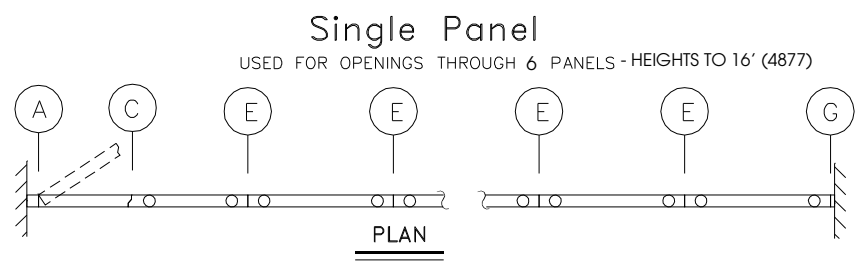 Single Panel
USED FOR OPENINGS THROUGH 6 PANELS - HEIGHTS TO 16' (4877)
A C E E E E G
PLAN